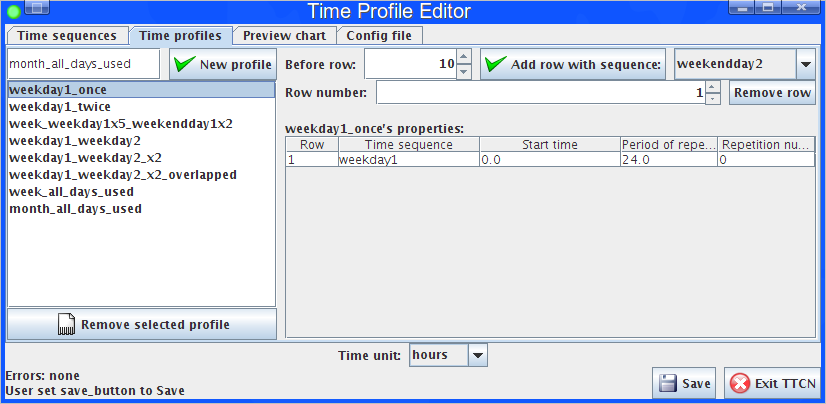 Time Profile Editor
Time sequences Time profiles Preview chart Config file
month_all_days_used New profile Before row: 10 Add row with sequence: weekendday2
Row number: 1 Remove row
weekday1_once
weekday1_twice
week_weekday1x5_weekendday1x2
weekday1_weekday2
weekday1_weekday2_x2
weekday1_weekday2_x2_overlapped
week_all_days_used
month_all_days_used
Remove selected profile
weekday1_once's properties:
Row Time sequence Start time Period of repe... Repetition nu...
1 weekday1 0.0 24.0 0
Time unit: hours
Errors: none
User set save_button to Save
Save Exit TTCN